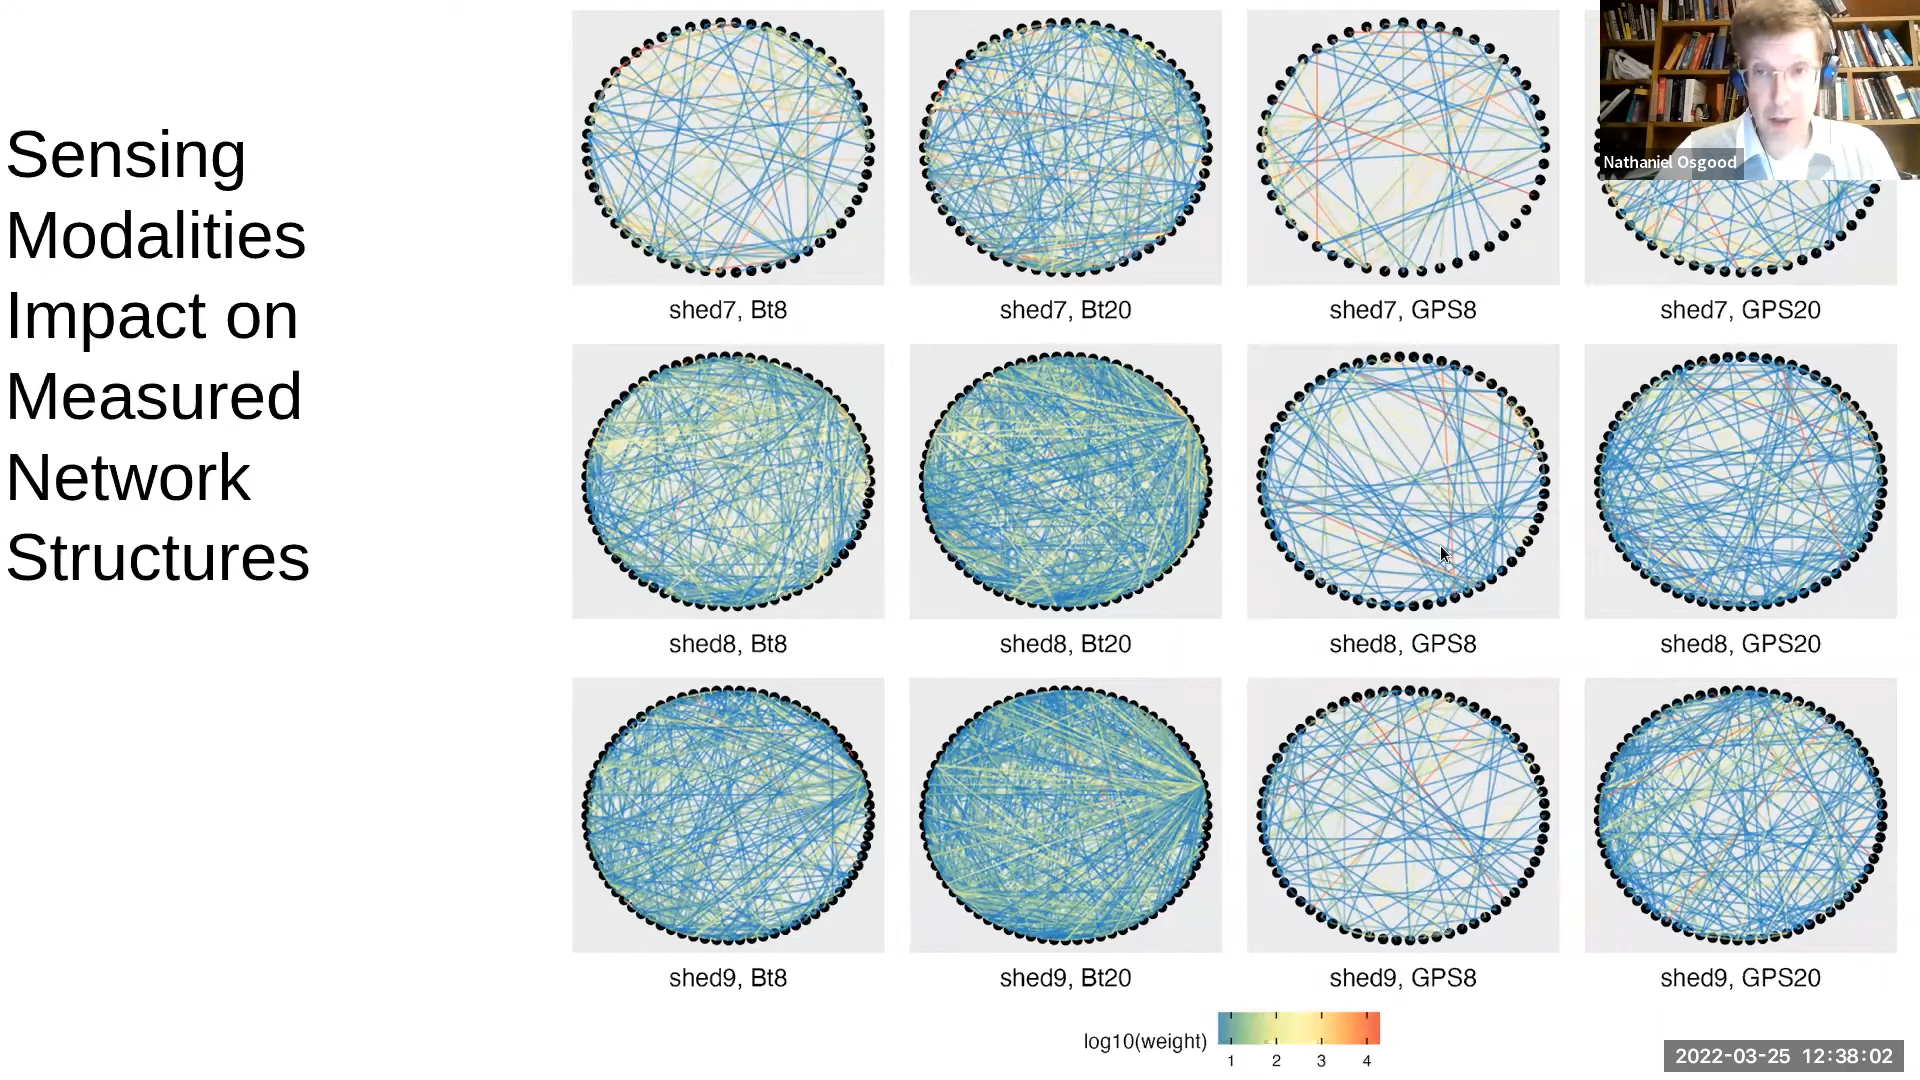 Sensing
Modalities
Impact on
Measured
Network
Structures
Nathaniel Osgood
shed7, Bt8
shed7, Bt20
shed7, GPS8
shed7, GPS20
shed8, Bt8
shed8, Bt20
shed8, GPS8
shed8, GPS20
shed9, Bt8
shed9, Bt20
shed9, GPS8
shed9, GPS20
log10(weight)
1 2 3 4
2022-03-25 12:38:02